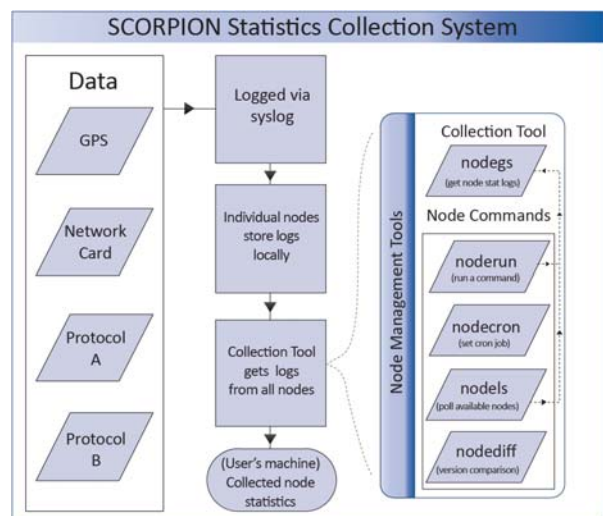 SCORPION Statistics Collection System
Data
GPS
Network
Card
Protocol
A
Protocol
B
Logged via
syslog
Individual nodes
store logs
locally
Collection Tool
gets logs
from all nodes
(User's machine)
Collected node
statistics
Node Management Tools
Collection Tool
nodegs
(get node stat logs)
Node Commands
noderun
(run a command)
nodecron
(set cron job)
nodels
(poll available nodes)
nodediff
(version comparison)